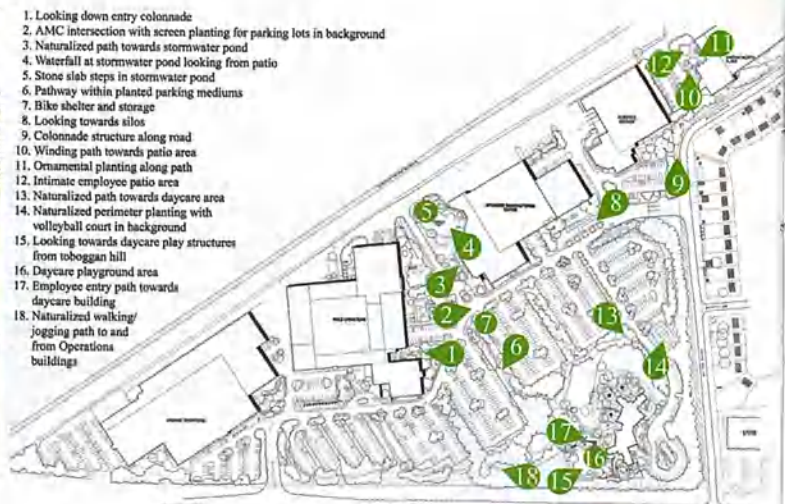 1. Looking down entry colonnade
2. AMC intersection with screen planting for parking lots in background
3. Naturalized path towards stormwater pond
4. Waterfall at stormwater pond looking from patio
5. Stone slab steps in stormwater pond
6. Pathway within planted parking mediums
7. Bike shelter and storage
8. Looking towards silos
9. Colonnade structure along road
10. Winding path towards patio area
11. Ornamental planting along path
12. Intimate employee patio area
13. Naturalized path towards daycare area
14. Naturalized perimeter planting with
volleyball court in background
15. Looking towards daycare play structures
from toboggan hill
16. Daycare playground area
17. Employee entry path towards
daycare building
18. Naturalized walking/
jogging path to and
from Operations
buildings
11
12
10
9
8
5
4
3
2
7
13
1
6
14
17
16
18
15